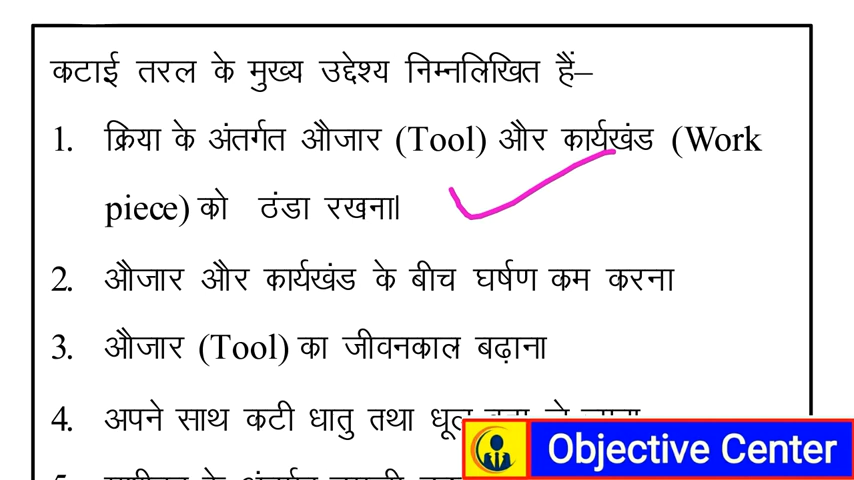 कटाई तरल के मुख्य उद्देश्य निम्नलिखित हैं–
1. क्रिया के अंतर्गत औजार (Tool) और कार्यखंड (Work
piece) को ठंडा रखना।
2. औजार और कार्यखंड के बीच घर्षण कम करना
3. औजार (Tool) का जीवनकाल बढ़ाना
4. अपने साथ कटी धातु तथा धूल
Objective Center